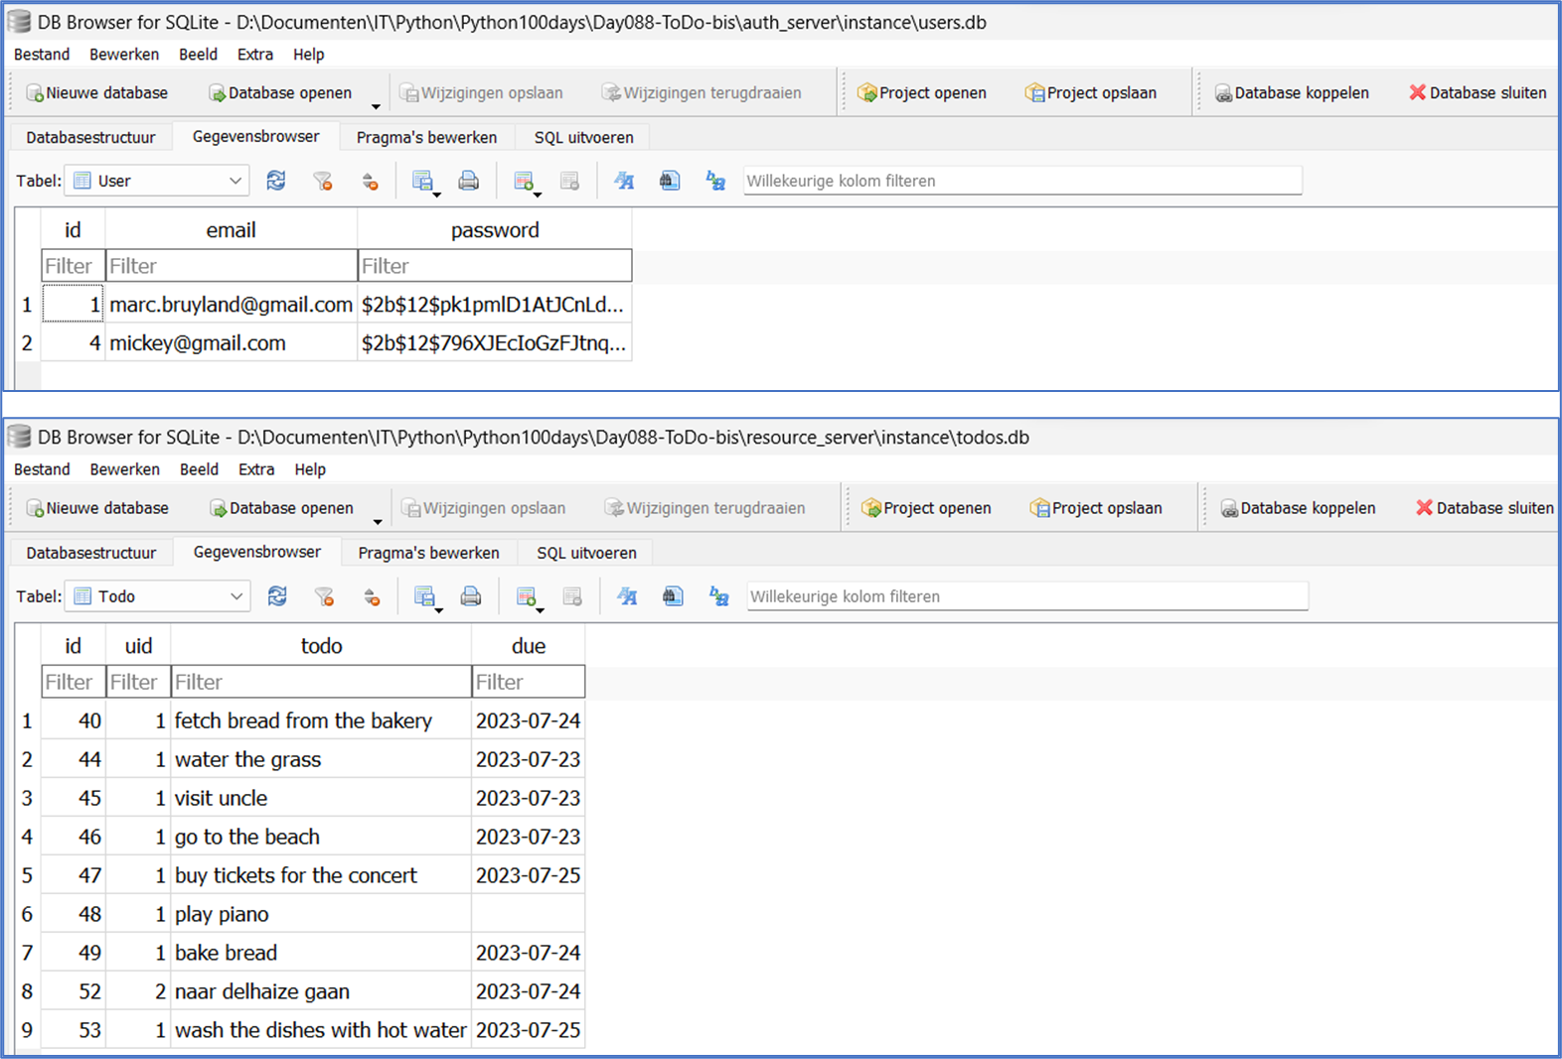 DB Browser for SQLite - D:\Documenten\IT\Python\Python100days\Day088-ToDo-bis\auth_server\instance\users.db
Bestand Bewerken Beeld Extra Help
Nieuwe database Database openen Wijzigingen opslaan Wijzigingen terugdraaien Project openen Project opslaan Database koppelen Database sluiten
Databasestructuur Gegevensbrowser Pragma's bewerken SQL uitvoeren
Tabel: User Willekeurige kolom filteren
id email password
Filter Filter Filter
1 1 marc.bruyland@gmail.com $2b$12$pk1pmlD1AtJCnLd...
2 4 mickey@gmail.com $2b$12$796XJEcIoGzFJtnq...
DB Browser for SQLite - D:\Documenten\IT\Python\Python100days\Day088-ToDo-bis\resource_server\instance\todos.db
Bestand Bewerken Beeld Extra Help
Nieuwe database Database openen Wijzigingen opslaan Wijzigingen terugdraaien Project openen Project opslaan Database koppelen Database sluiten
Databasestructuur Gegevensbrowser Pragma's bewerken SQL uitvoeren
Tabel: Todo Willekeurige kolom filteren
id uid todo due
Filter Filter Filter Filter
1 40 1 fetch bread from the bakery 2023-07-24
2 44 1 water the grass 2023-07-23
3 45 1 visit uncle 2023-07-23
4 46 1 go to the beach 2023-07-23
5 47 1 buy tickets for the concert 2023-07-25
6 48 1 play piano
7 49 1 bake bread 2023-07-24
8 52 2 naar delhaize gaan 2023-07-24
9 53 1 wash the dishes with hot water 2023-07-25